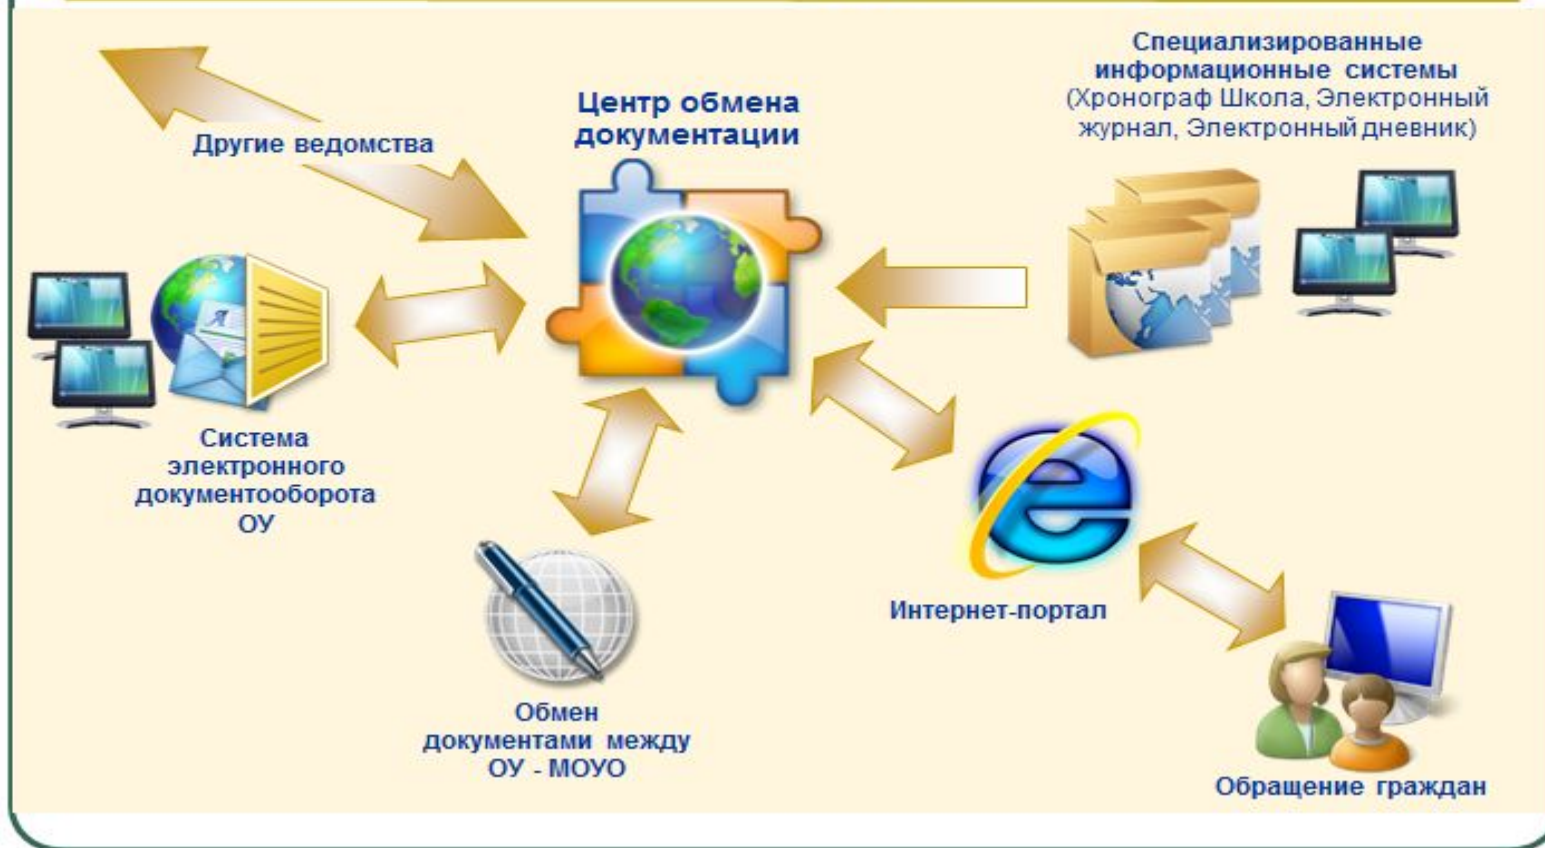 Специализированные
информационные системы
(Хронограф Школа, Электронный
журнал, Электронный дневник)
Центр обмена
документации
Другие ведомства
Система
электронного
документооборота
ОУ
Интернет-портал
Обмен
документами между
ОУ - МОУО
Обращение граждан